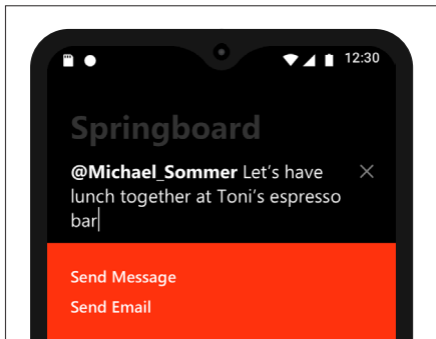 12:30
Springboard
@Michael_Sommer Let's have
lunch together at Toni's espresso
bar
Send Message
Send Email